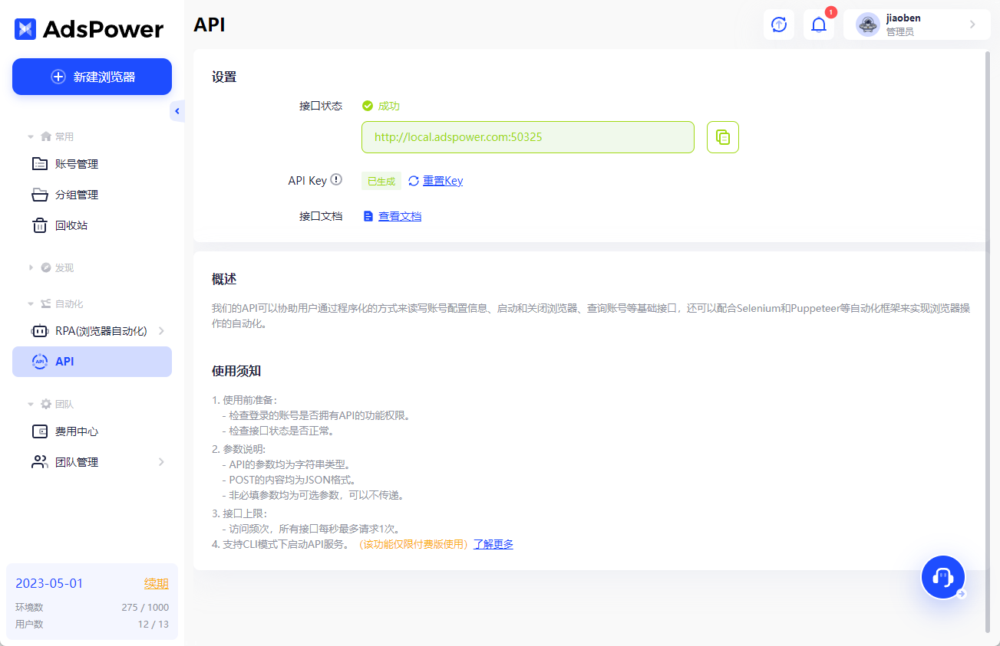 AdsPower
新建浏览器
常用
账号管理
分组管理
回收站
发现
自动化
RPA(浏览器自动化)
API
团队
费用中心
团队管理
2023-05-01 续期
环境数 275 / 1000
用户数 12 / 13
API
1
jiaoben
管理员
设置
接口状态 成功
http://local.adspower.com:50325
API Key 已生成 重置Key
接口文档 查看文档
概述
我们的API可以协助用户通过程序化的方式来读写账号配置信息、启动和关闭浏览器、查询账号等基础接口，还可以配合Selenium和Puppeteer等自动化框架来实现浏览器操
作的自动化。
使用须知
1. 使用前准备：
- 检查登录的账号是否拥有API的功能权限。
- 检查接口状态是否正常。
2. 参数说明:
- API的参数均为字符串类型。
- POST的内容均为JSON格式。
- 非必填参数均为可选参数，可以不传递。
3. 接口上限：
- 访问频次，所有接口每秒最多请求1次。
4. 支持CLI模式下启动API服务。（该功能仅限付费版使用）了解更多